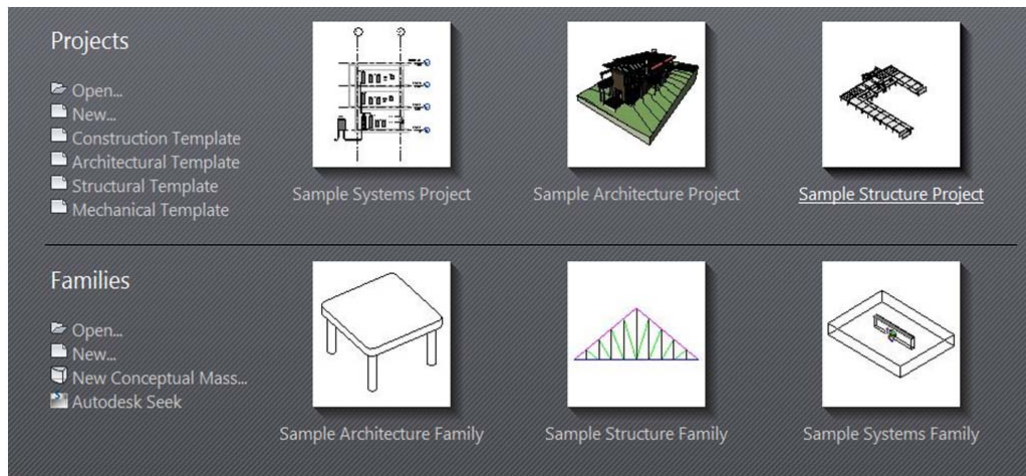 Projects
Open...
New...
Construction Template
Architectural Template
Structural Template
Mechanical Template
Sample Systems Project
Sample Architecture Project
Sample Structure Project
Families
Open...
New...
New Conceptual Mass...
Autodesk Seek
Sample Architecture Family
Sample Structure Family
Sample Systems Family